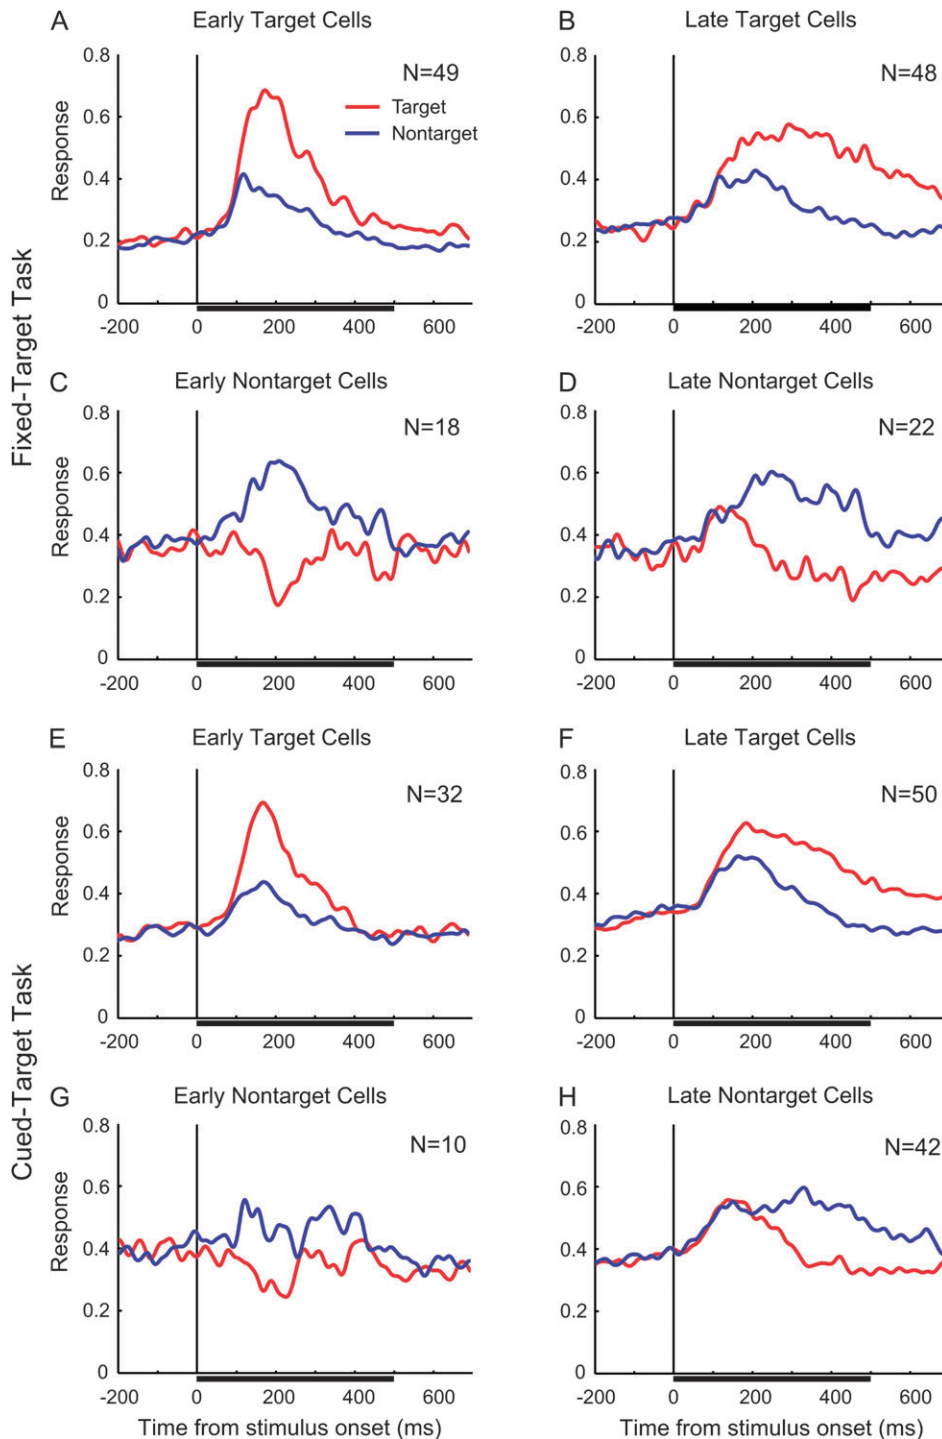 A Early Target Cells
N=49
Target
Nontarget
Response
0.8
0.6
0.4
0.2
0
-200 0 200 400 600
B Late Target Cells
N=48
0.8
0.6
0.4
0.2
0
-200 0 200 400 600
Fixed-Target Task
C Early Nontarget Cells
N=18
Response
0.8
0.6
0.4
0.2
0
-200 0 200 400 600
D Late Nontarget Cells
N=22
0.8
0.6
0.4
0.2
0
-200 0 200 400 600
E Early Target Cells
N=32
Response
0.8
0.6
0.4
0.2
0
-200 0 200 400 600
F Late Target Cells
N=50
0.8
0.6
0.4
0.2
0
-200 0 200 400 600
Cued-Target Task
G Early Nontarget Cells
N=10
Response
0.8
0.6
0.4
0.2
0
-200 0 200 400 600
Time from stimulus onset (ms)
H Late Nontarget Cells
N=42
0.8
0.6
0.4
0.2
0
-200 0 200 400 600
Time from stimulus onset (ms)